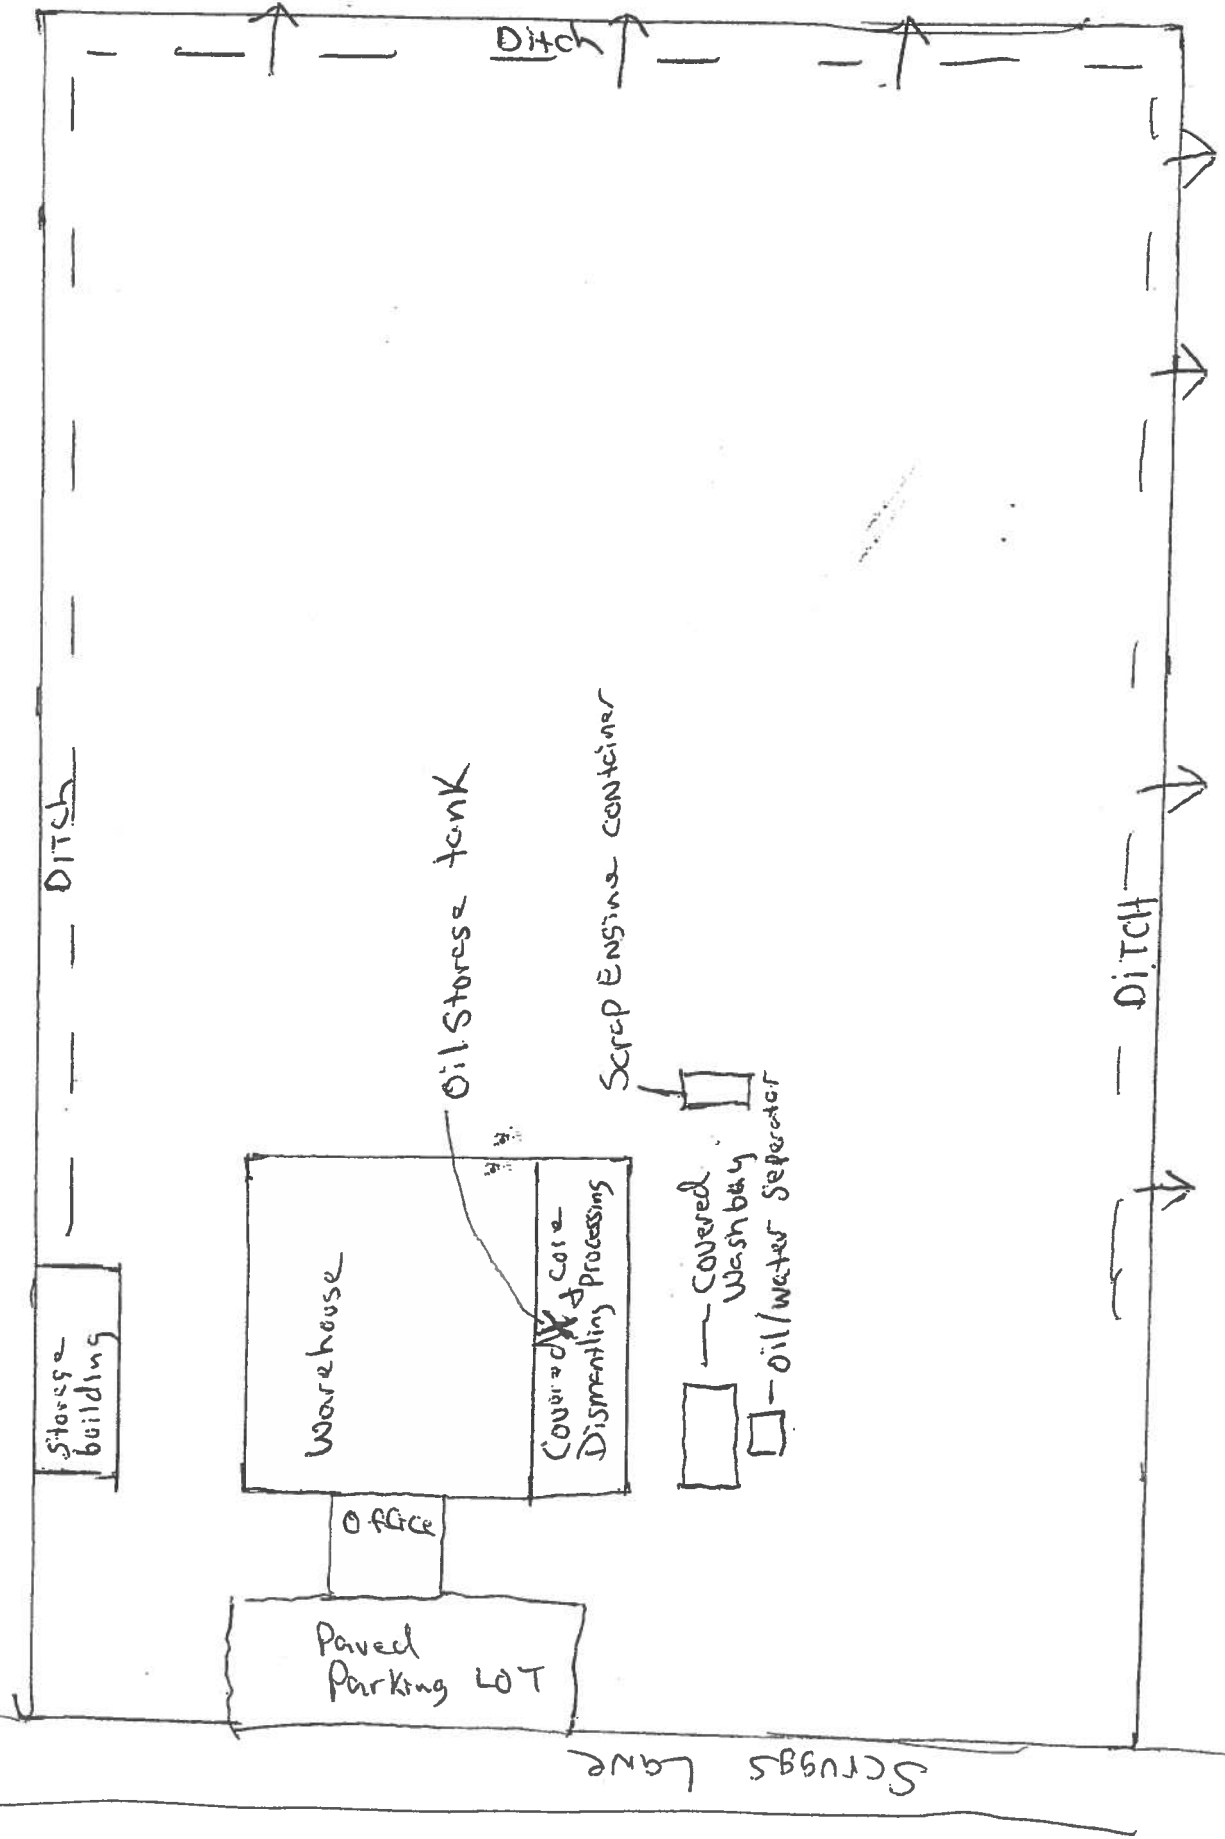 Ditch
DITCh
Oil Storage tank
Scrap Engine Container
DiTCH
Storage
building
Warehouse
Covered & core
Dismantling Processing
Covered
Washbay
oil/water Seperator
Office
Paved
Parking LOT
Scruggs Lane